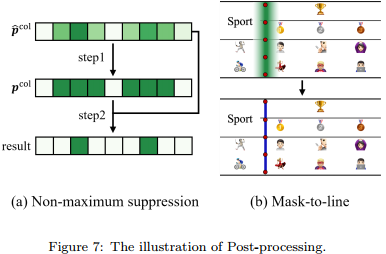 p̂^col
step1
p^col
step2
result
Sport
Sport
(a) Non-maximum suppression
(b) Mask-to-line
Figure 7: The illustration of Post-processing.